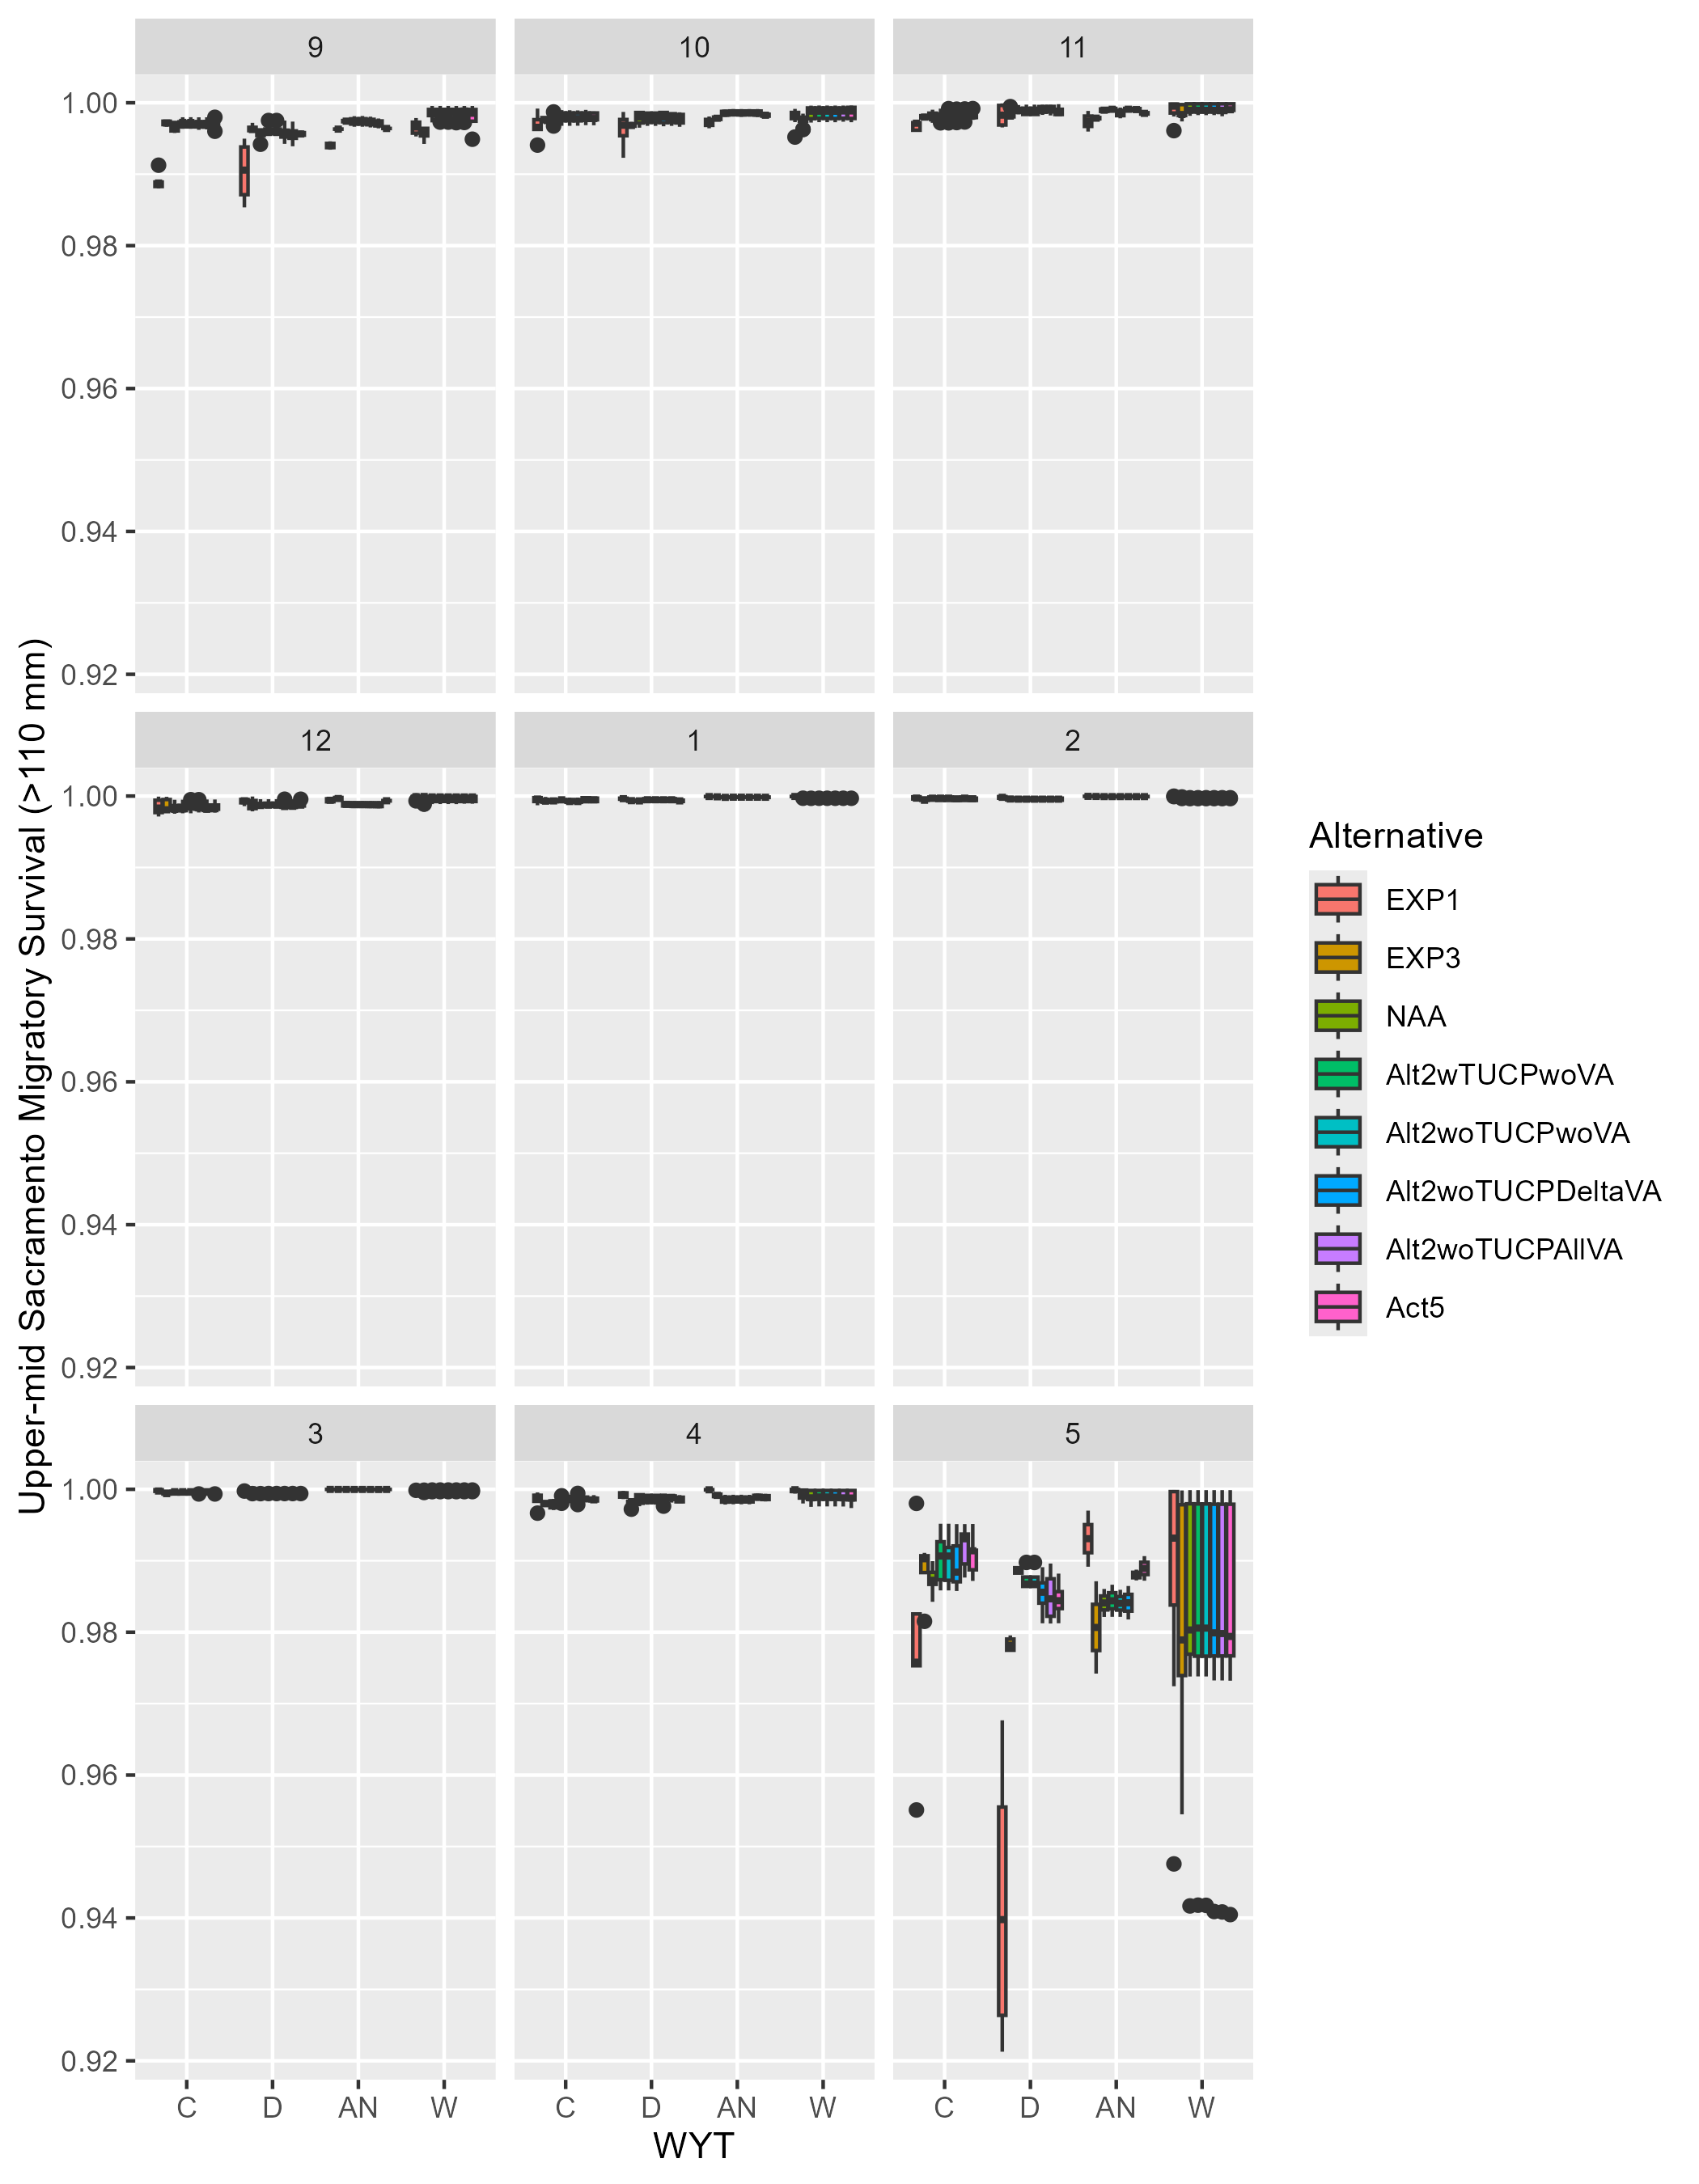 9 10 11
1.00
0.98
0.96
0.94
0.92
12 1 2
1.00
0.98
0.96
0.94
0.92
3 4 5
1.00
0.98
0.96
0.94
0.92
C D AN W C D AN W C D AN W
WYT
Upper-mid Sacramento Migratory Survival (>110 mm)
Alternative
EXP1
EXP3
NAA
Alt2wTUCPwoVA
Alt2woTUCPwoVA
Alt2woTUCPDeltaVA
Alt2woTUCPAllVA
Act5